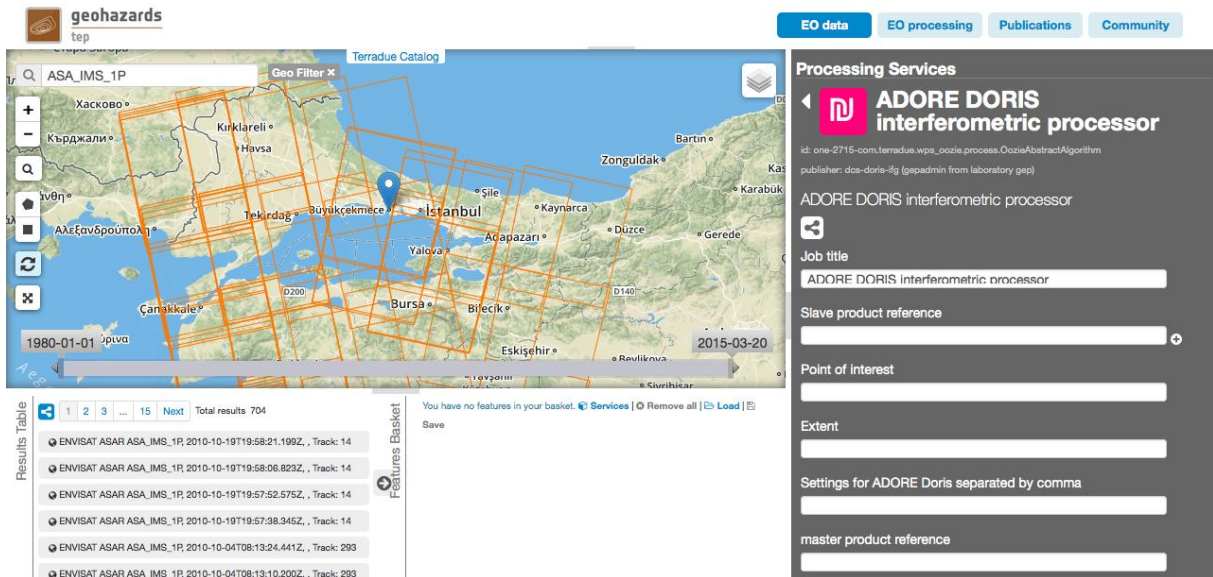 geohazards
tep
EO data
EO processing
Publications
Community
Terradue Catalog
ASA_IMS_1P
Geo Filter ×
Хасково
Кърджали
Kırklareli
Havsa
Bartın
Zonguldak
Karabük
Tekirdağ
Büyükçekmece
İstanbul
Şile
Kaynarca
Αλεξανδρούπολη
Yalova
Adapazarı
Düzce
Gerede
D200
D140
Çanakkale
Bursa
Bilecik
Eskişehir
Beylikova
Tavşanlı
Sivrihisar
1980-01-01
2015-03-20
Processing Services
ADORE DORIS
interferometric processor
id: one-2715-com.terradue.wps_oozie.process.OozieAbstractAlgorithm
publisher: dcs-doris-ifg (gepadmin from laboratory gep)
ADORE DORIS interferometric processor
Job title
ADORE DORIS interferometric processor
Slave product reference
Point of interest
Extent
Settings for ADORE Doris separated by comma
master product reference
Results Table
1 2 3 ... 15 Next Total results 704
ENVISAT ASAR ASA_IMS_1P, 2010-10-19T19:58:21.199Z, , Track: 14
ENVISAT ASAR ASA_IMS_1P, 2010-10-19T19:58:06.823Z, , Track: 14
ENVISAT ASAR ASA_IMS_1P, 2010-10-19T19:57:52.575Z, , Track: 14
ENVISAT ASAR ASA_IMS_1P, 2010-10-19T19:57:38.345Z, , Track: 14
ENVISAT ASAR ASA_IMS_1P, 2010-10-04T08:13:24.441Z, , Track: 293
ENVISAT ASAR ASA_IMS_1P, 2010-10-04T08:13:10.200Z, , Track: 293
Features Basket
You have no features in your basket. Services | Remove all | Load |
Save